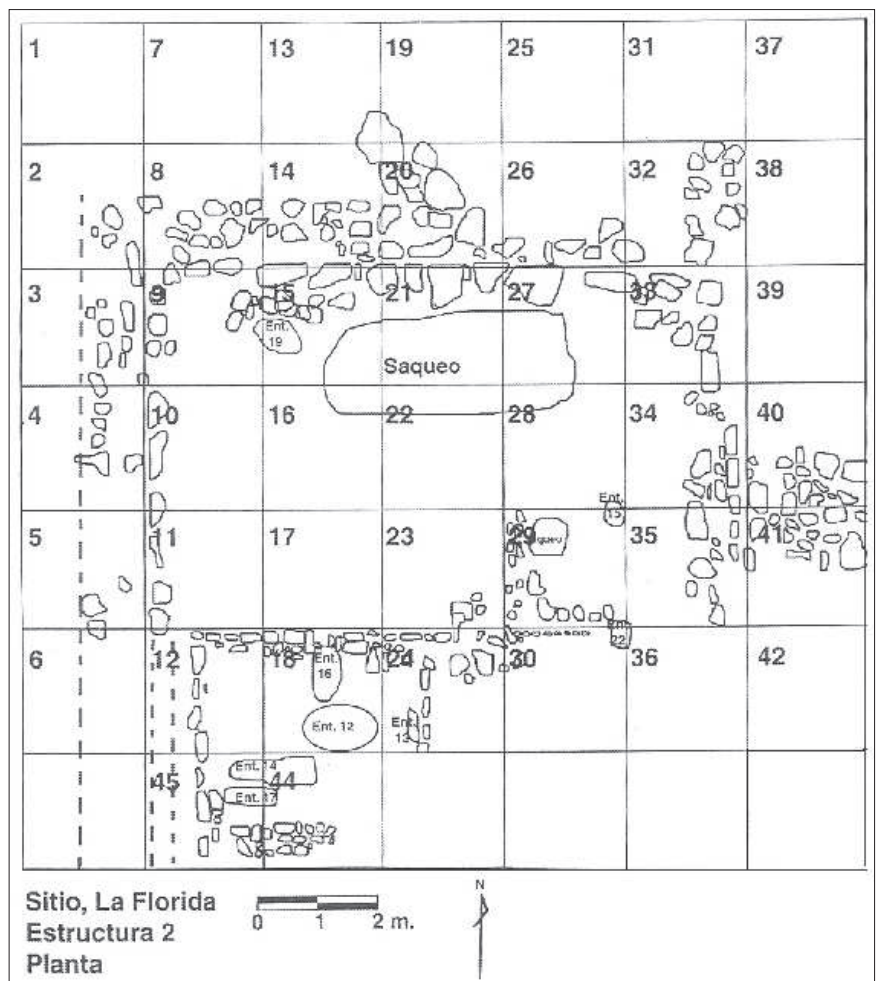 1 7 13 19 25 31 37
2 8 14 20 26 32 38
3 9 15 21 27 33 39
Ent. 19
Saqueo
4 10 16 22 28 34 40
Ent. 15
5 11 17 23 29 35 41
6 12 18 24 30 36 42
Ent. 22
Ent. 16
Ent. 12
Ent. 13
45 Ent. 14 44
Ent. 17
Sitio, La Florida
Estructura 2
Planta
0 1 2 m.
N